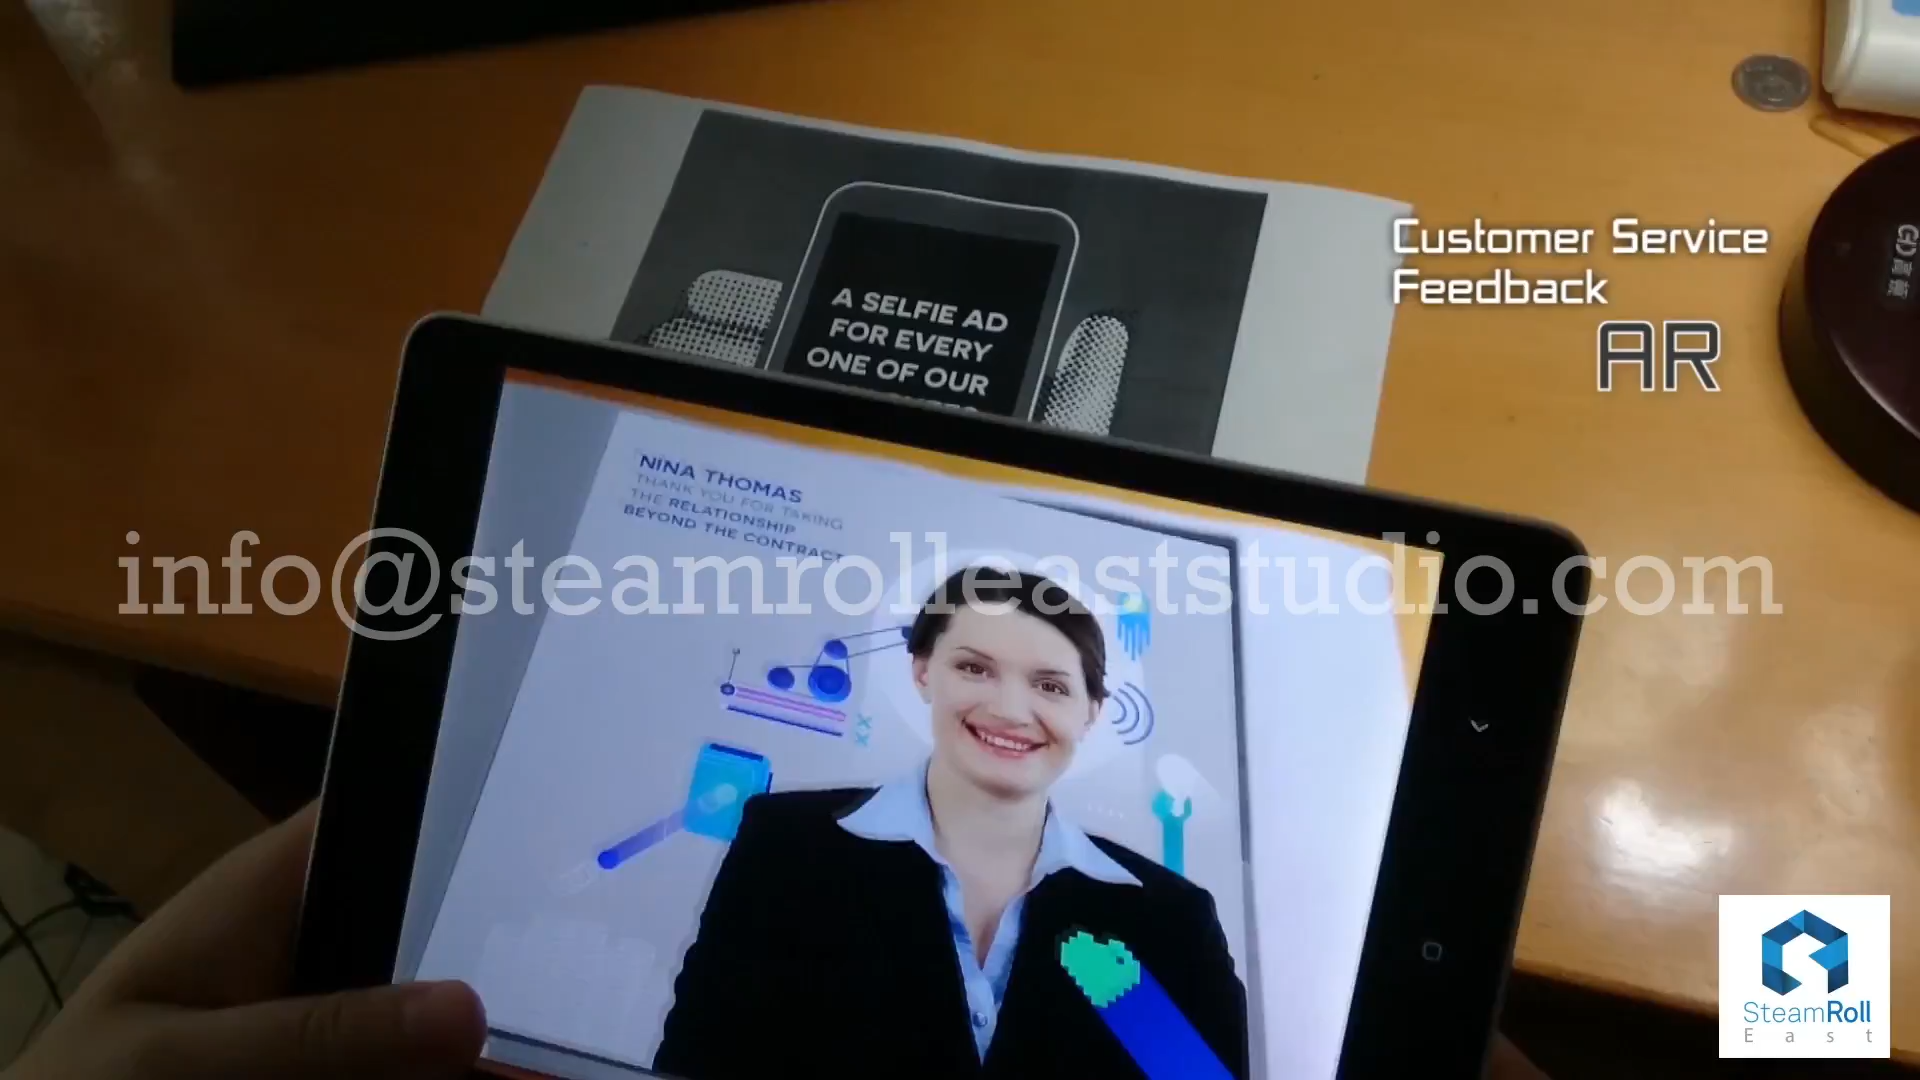 A SELFIE AD
FOR EVERY
ONE OF OUR
Customer Service
Feedback
AR
NINA THOMAS
THANK YOU FOR TAKING
THE RELATIONSHIP
BEYOND THE CONTRACT
info@steamrolleaststudio.com
SteamRoll
East